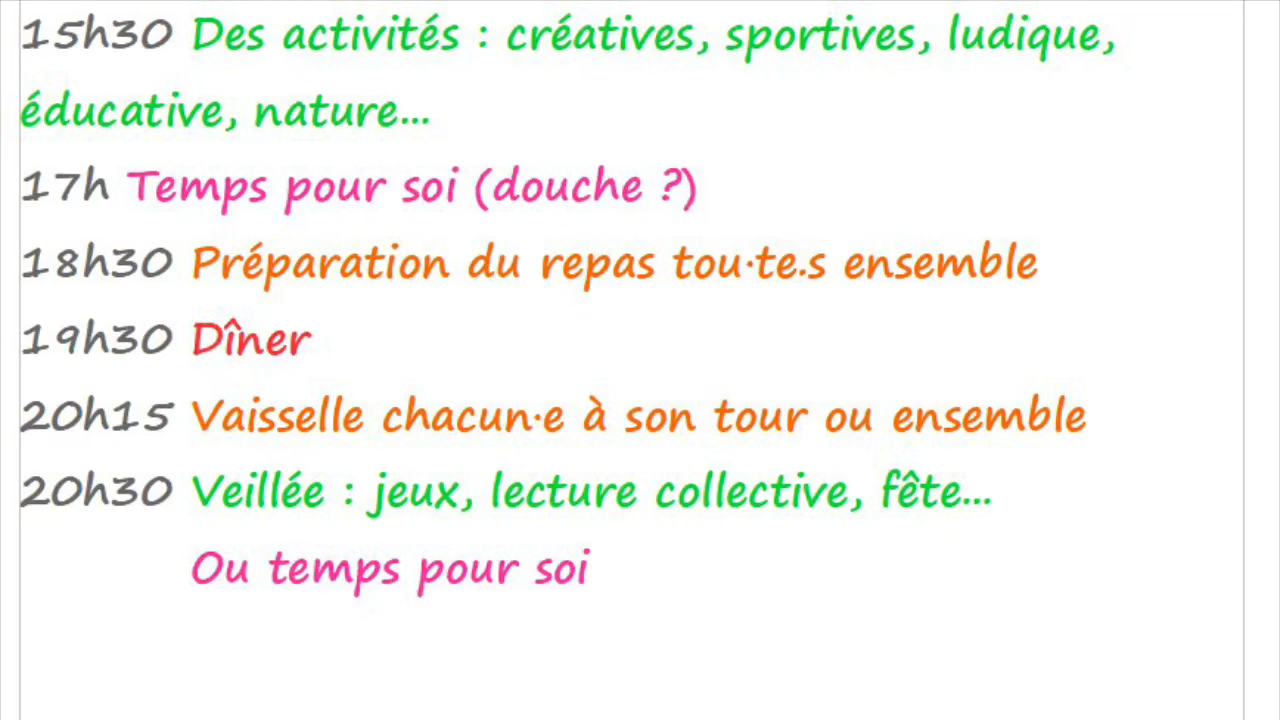 15h30 Des activités : créatives, sportives, ludique,
éducative, nature...
17h Temps pour soi (douche ?)
18h30 Préparation du repas tou·te.s ensemble
19h30 Dîner
20h15 Vaisselle chacun·e à son tour ou ensemble
20h30 Veillée : jeux, lecture collective, fête...
Ou temps pour soi